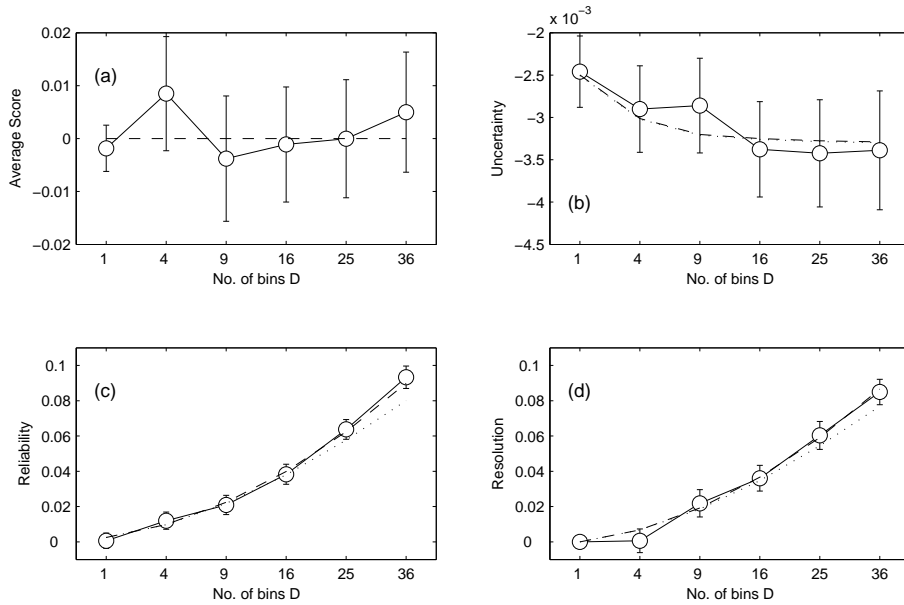 0.02
0.01
0
−0.01
−0.02
Average Score
(a)
1 4 9 16 25 36
No. of bins D
x 10⁻³
−2
−2.5
−3
−3.5
−4
−4.5
Uncertainty
(b)
1 4 9 16 25 36
No. of bins D
0.1
0.08
0.06
0.04
0.02
0
Reliability
(c)
1 4 9 16 25 36
No. of bins D
0.1
0.08
0.06
0.04
0.02
0
Resolution
(d)
1 4 9 16 25 36
No. of bins D